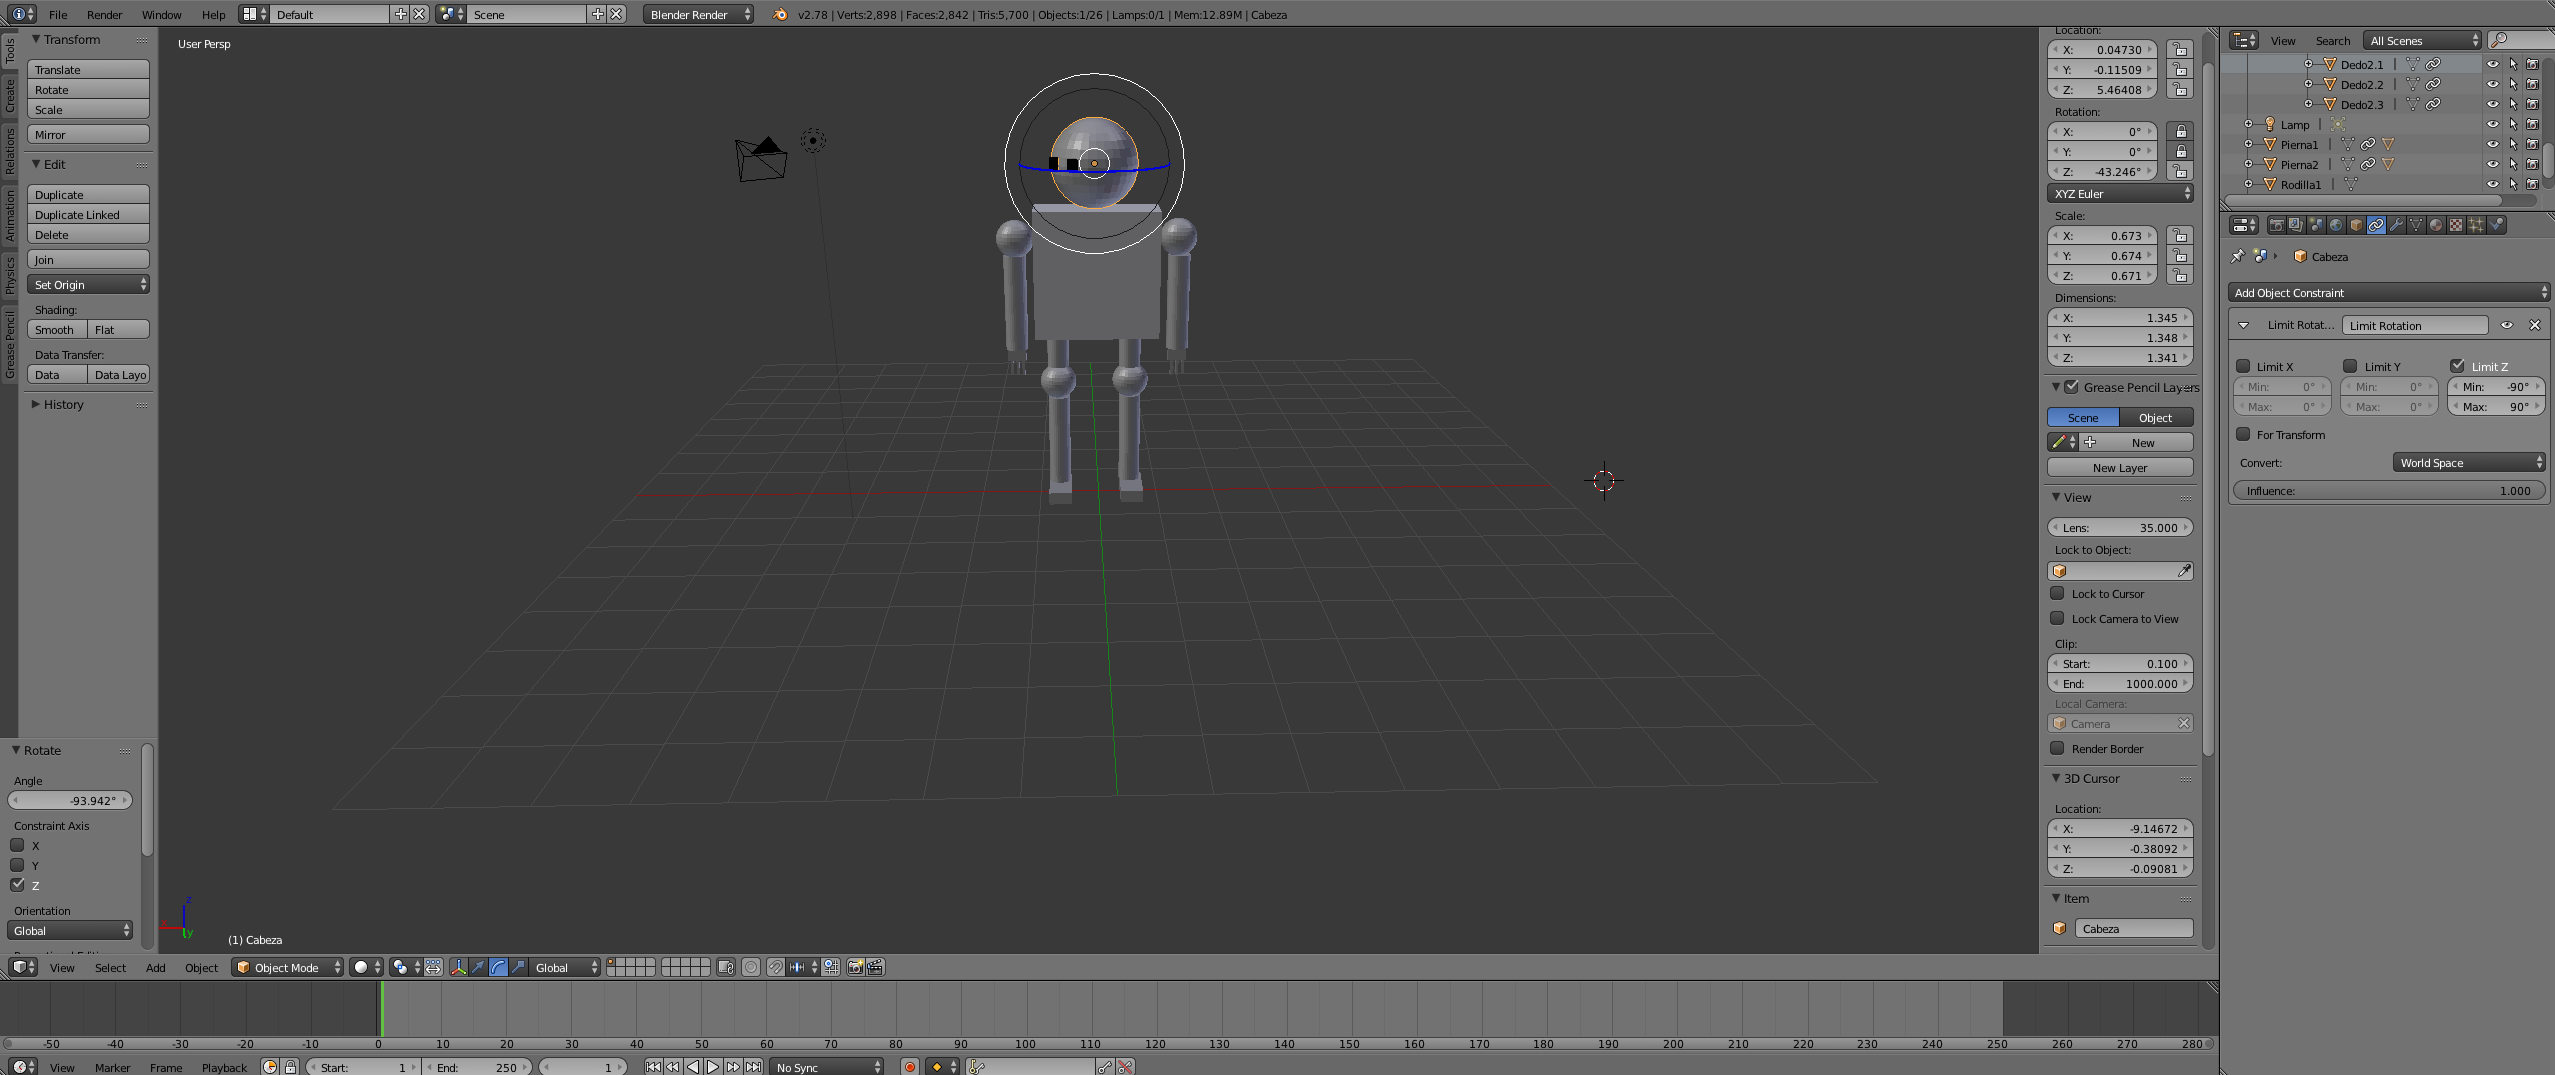 File Render Window Help Default Scene Blender Render v2.78 | Verts:2,898 | Faces:2,842 | Tris:5,700 | Objects:1/26 | Lamps:0/1 | Mem:12.89M | Cabeza
Tools
Create
Relations
Animation
Physics
Grease Pencil
Transform
Translate
Rotate
Scale
Mirror
Edit
Duplicate
Duplicate Linked
Delete
Join
Set Origin
Shading:
Smooth Flat
Data Transfer:
Data Data Layo
History
Rotate
Angle
-93.942°
Constraint Axis
X
Y
Z
Orientation
Global
User Persp
x
y
z
(1) Cabeza
Location:
X: 0.04730
Y: -0.11509
Z: 5.46408
Rotation:
X: 0°
Y: 0°
Z: -43.246°
XYZ Euler
Scale:
X: 0.673
Y: 0.674
Z: 0.671
Dimensions:
X: 1.345
Y: 1.348
Z: 1.341
Grease Pencil Layers
Scene Object
New
New Layer
View
Lens: 35.000
Lock to Object:
Lock to Cursor
Lock Camera to View
Clip:
Start: 0.100
End: 1000.000
Local Camera:
Camera
Render Border
3D Cursor
Location:
X: -9.14672
Y: -0.38092
Z: -0.09081
Item
Cabeza
View Search All Scenes
Dedo2.1
Dedo2.2
Dedo2.3
Lamp
Pierna1
Pierna2
Rodilla1
Cabeza
Add Object Constraint
Limit Rotat... Limit Rotation
Limit X Limit Y Limit Z
Min: 0° Min: 0° Min: -90°
Max: 0° Max: 0° Max: 90°
For Transform
Convert: World Space
Influence: 1.000
View Select Add Object Object Mode Global
-50 -40 -30 -20 -10 0 10 20 30 40 50 60 70 80 90 100 110 120 130 140 150 160 170 180 190 200 210 220 230 240 250 260 270 280
View Marker Frame Playback Start: 1 End: 250 1 No Sync